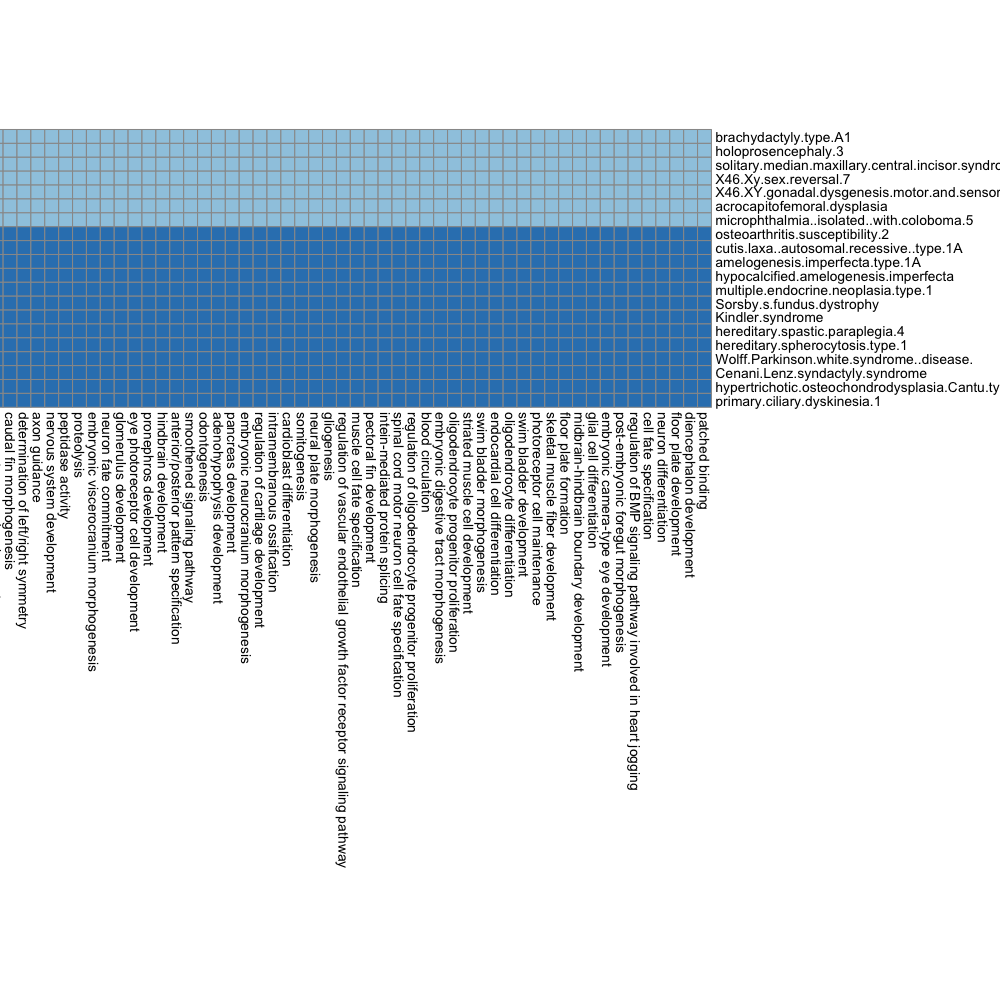 brachydactyly.type.A1
holoprosencephaly.3
solitary.median.maxillary.central.incisor.syndro
X46.Xy.sex.reversal.7
X46.XY.gonadal.dysgenesis.motor.and.sensor
acrocapitofemoral.dysplasia
microphthalmia..isolated..with.coloboma.5
osteoarthritis.susceptibility.2
cutis.laxa..autosomal.recessive..type.1A
amelogenesis.imperfecta.type.1A
hypocalcified.amelogenesis.imperfecta
multiple.endocrine.neoplasia.type.1
Sorsby.s.fundus.dystrophy
Kindler.syndrome
hereditary.spastic.paraplegia.4
hereditary.spherocytosis.type.1
Wolff.Parkinson.white.syndrome..disease.
Cenani.Lenz.syndactyly.syndrome
hypertrichotic.osteochondrodysplasia.Cantu.ty
primary.ciliary.dyskinesia.1
caudal fin morphogenesis
determination of left/right symmetry
axon guidance
nervous system development
peptidase activity
proteolysis
embryonic viscerocranium morphogenesis
neuron fate commitment
glomerulus development
eye photoreceptor cell development
pronephros development
hindbrain development
anterior/posterior pattern specification
smoothened signaling pathway
odontogenesis
adenohypophysis development
pancreas development
embryonic neurocranium morphogenesis
regulation of cartilage development
intramembranous ossification
cardioblast differentiation
somitogenesis
neural plate morphogenesis
gliogenesis
regulation of vascular endothelial growth factor receptor signaling pathway
muscle cell fate specification
pectoral fin development
intein-mediated protein splicing
spinal cord motor neuron cell fate specification
regulation of oligodendrocyte progenitor proliferation
blood circulation
embryonic digestive tract morphogenesis
oligodendrocyte progenitor proliferation
striated muscle cell development
swim bladder morphogenesis
endocardial cell differentiation
oligodendrocyte differentiation
swim bladder development
photoreceptor cell maintenance
skeletal muscle fiber development
floor plate formation
midbrain-hindbrain boundary development
glial cell differentiation
embryonic camera-type eye development
post-embryonic foregut morphogenesis
regulation of BMP signaling pathway involved in heart jogging
cell fate specification
neuron differentiation
floor plate development
diencephalon development
patched binding